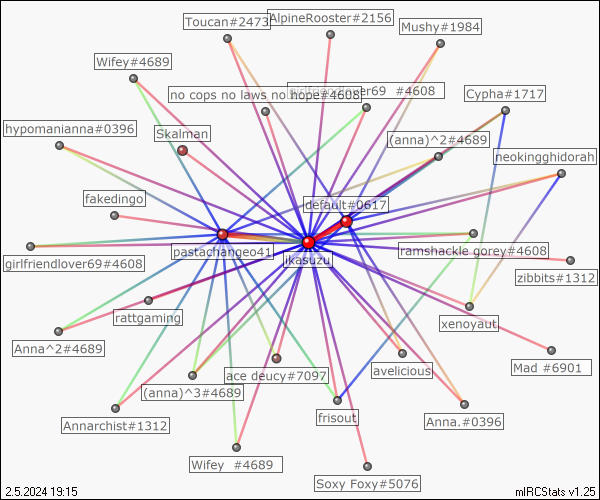 Toucan#2473
AlpineRooster#2156
Mushy#1984
Wifey#4689
no cops no laws no hope#4608
girlfriendlover69 #4608
Cypha#1717
hypomanianna#0396
Skalman
(anna)^2#4689
neokingghidorah
fakedingo
default#0617
pastachangeo41
ikasuzu
ramshackle gorey#4608
girlfriendlover69#4608
zibbits#1312
rattgaming
xenoyaut
Anna^2#4689
ace deucy#7097
avelicious
Mad #6901
(anna)^3#4689
Annarchist#1312
frisout
Anna.#0396
Wifey #4689
Soxy Foxy#5076
2.5.2024 19:15
mIRCStats v1.25